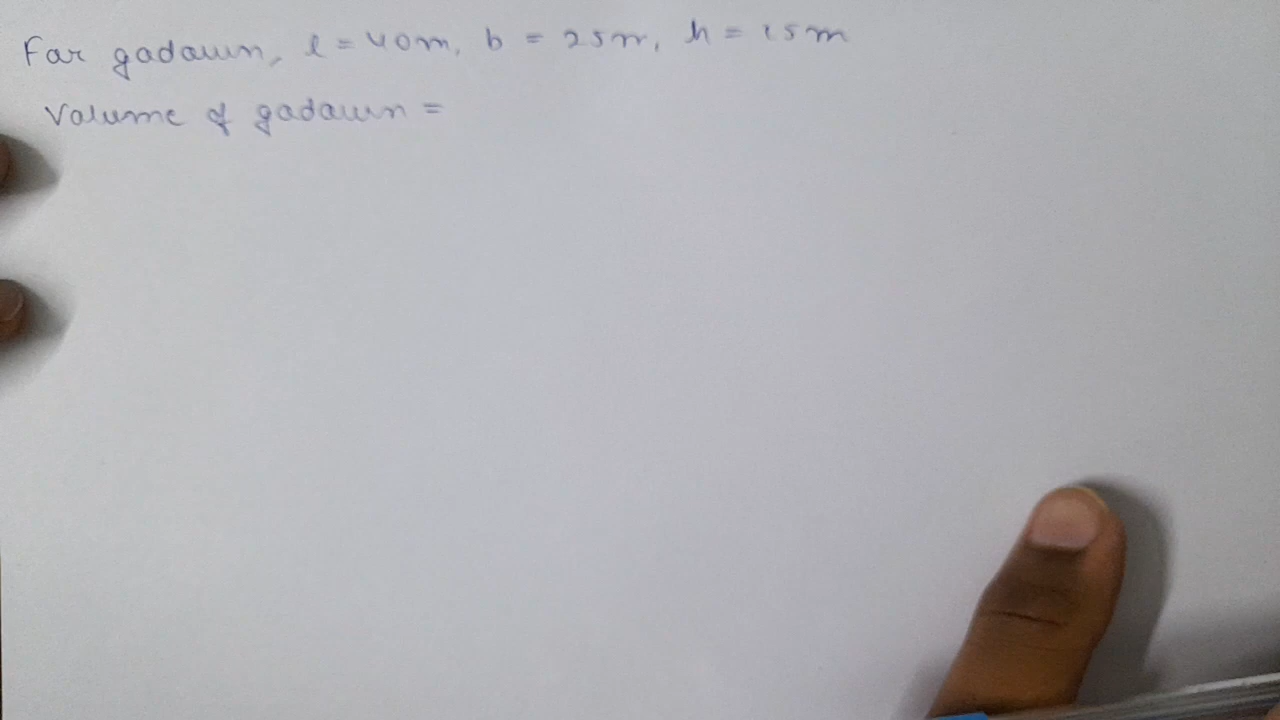 For godown, l = 40m, b = 25m, h = 15m
Volume of godown =